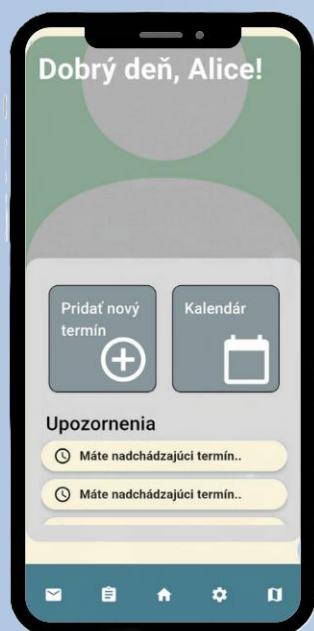 Dobrý deň, Alice!
Pridať nový
termín
Kalendár
Upozornenia
Máte nadchádzajúci termín..
Máte nadchádzajúci termín..